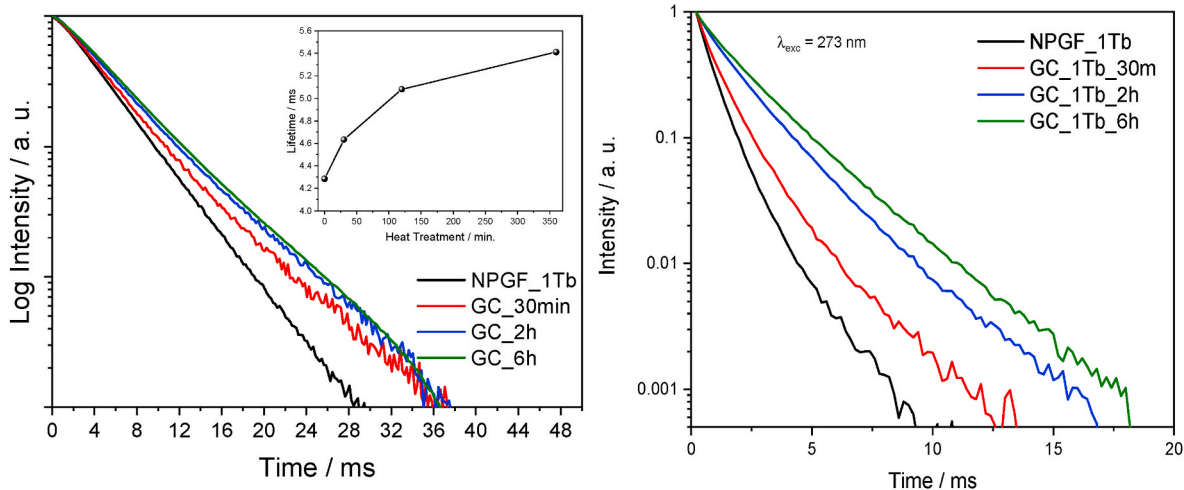 Log Intensity / a. u.
0 4 8 12 16 20 24 28 32 36 40 44 48
Time / ms
Lifetime / ms
5.6
5.4
5.2
5.0
4.8
4.6
4.4
4.2
4.0
0 50 100 150 200 250 300 350
Heat Treatment / min.
NPGF_1Tb
GC_30min
GC_2h
GC_6h
Intensity / a. u.
1
0.1
0.01
0.001
0 5 10 15 20
Time / ms
λexc = 273 nm
NPGF_1Tb
GC_1Tb_30m
GC_1Tb_2h
GC_1Tb_6h